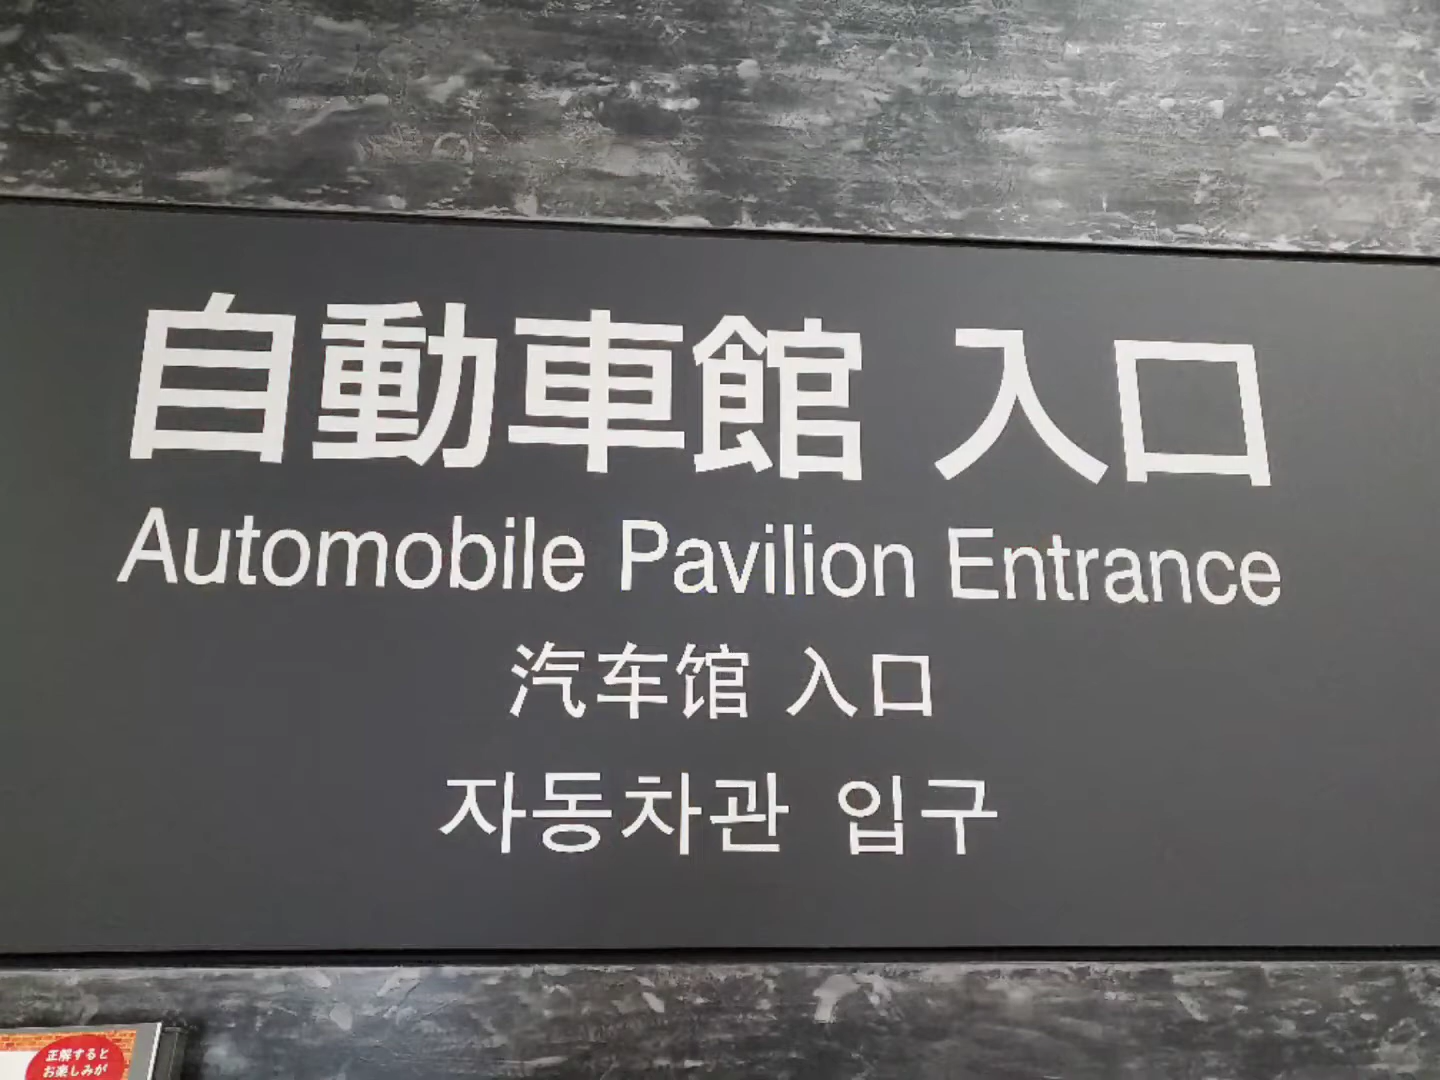 自動車館 入口
Automobile Pavilion Entrance
汽车馆 入口
자동차관 입구
正解すると
お楽しみが